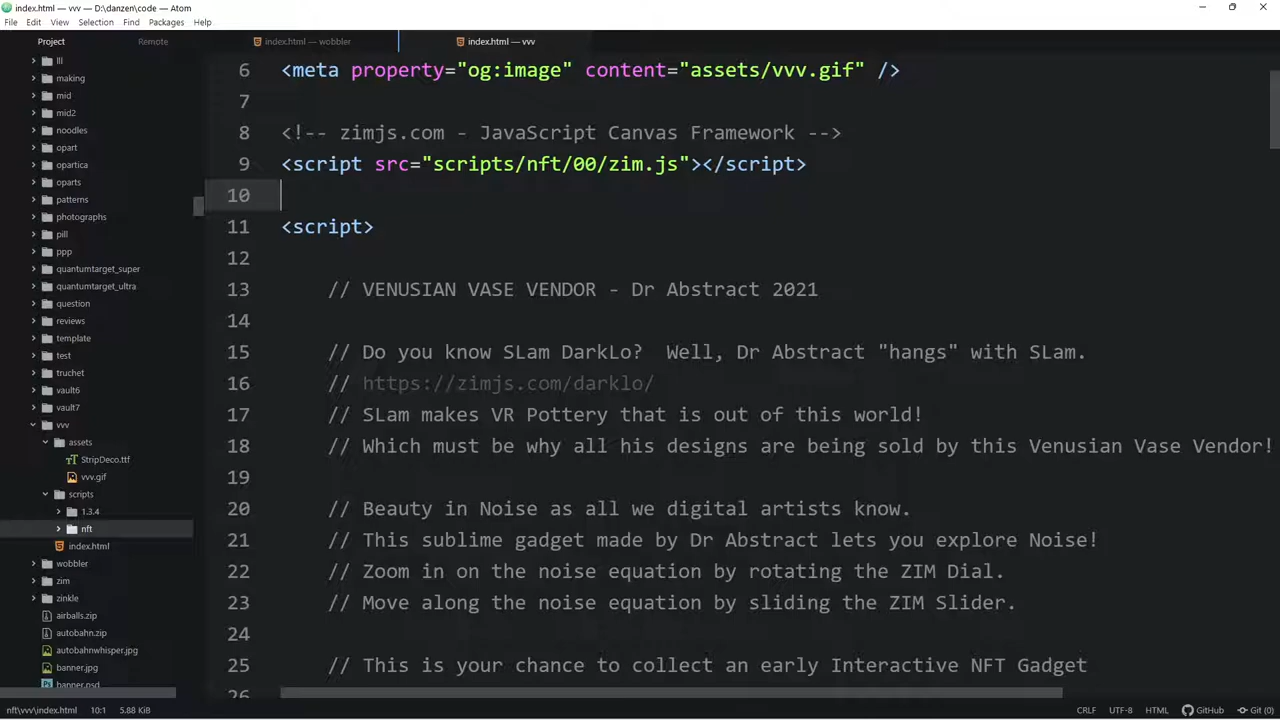 index.html — vvv — D:\danzen\code — Atom
File Edit View Selection Find Packages Help
Project Remote
index.html — wobbler
index.html — vvv
lll
making
mid
mid2
noodles
opart
opartica
oparts
patterns
photographs
pill
ppp
quantumtarget_super
quantumtarget_ultra
question
reviews
template
test
truchet
vault6
vault7
vvv
assets
StripDeco.ttf
vvv.gif
scripts
1.3.4
nft
index.html
wobbler
zim
zinkle
airballs.zip
autobahn.zip
autobahnwhisper.jpg
banner.jpg
banner.psd
6 <meta property="og:image" content="assets/vvv.gif" />
7
8 <!-- zimjs.com - JavaScript Canvas Framework -->
9 <script src="scripts/nft/00/zim.js"></script>
10
11 <script>
12
13 // VENUSIAN VASE VENDOR - Dr Abstract 2021
14
15 // Do you know SLam DarkLo?  Well, Dr Abstract "hangs" with SLam.
16 // https://zimjs.com/darklo/
17 // SLam makes VR Pottery that is out of this world!
18 // Which must be why all his designs are being sold by this Venusian Vase Vendor!
19
20 // Beauty in Noise as all we digital artists know.
21 // This sublime gadget made by Dr Abstract lets you explore Noise!
22 // Zoom in on the noise equation by rotating the ZIM Dial.
23 // Move along the noise equation by sliding the ZIM Slider.
24
25 // This is your chance to collect an early Interactive NFT Gadget
26
nft\vvv\index.html 10:1 5.88 KiB
CRLF UTF-8 HTML GitHub Git (0)